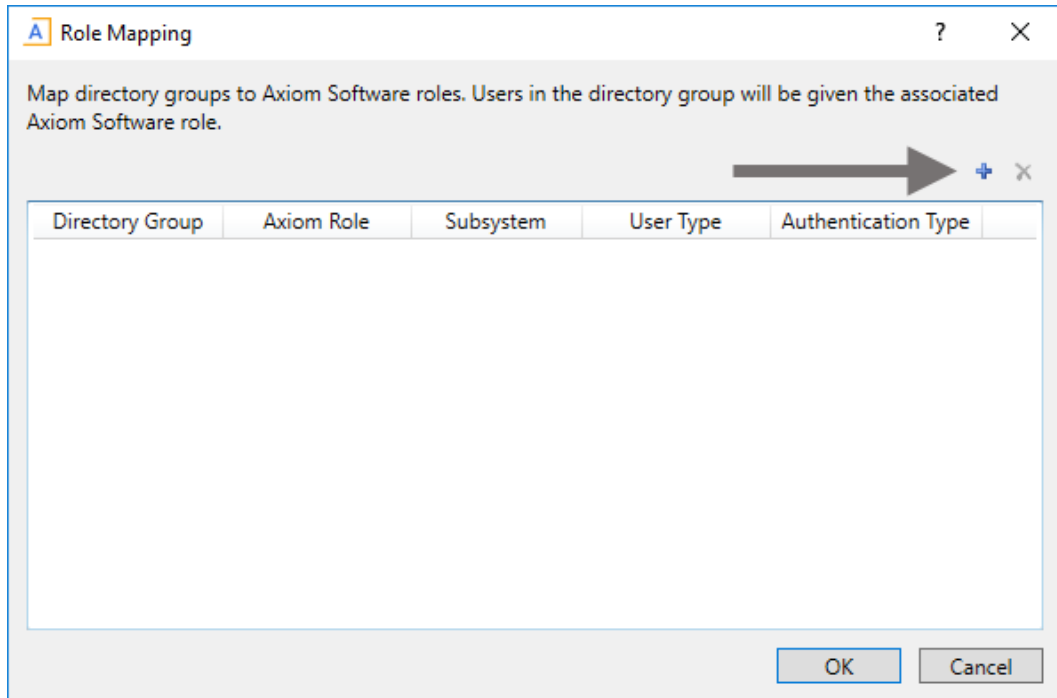 A Role Mapping ?
Map directory groups to Axiom Software roles. Users in the directory group will be given the associated
Axiom Software role.
Directory Group Axiom Role Subsystem User Type Authentication Type
OK Cancel